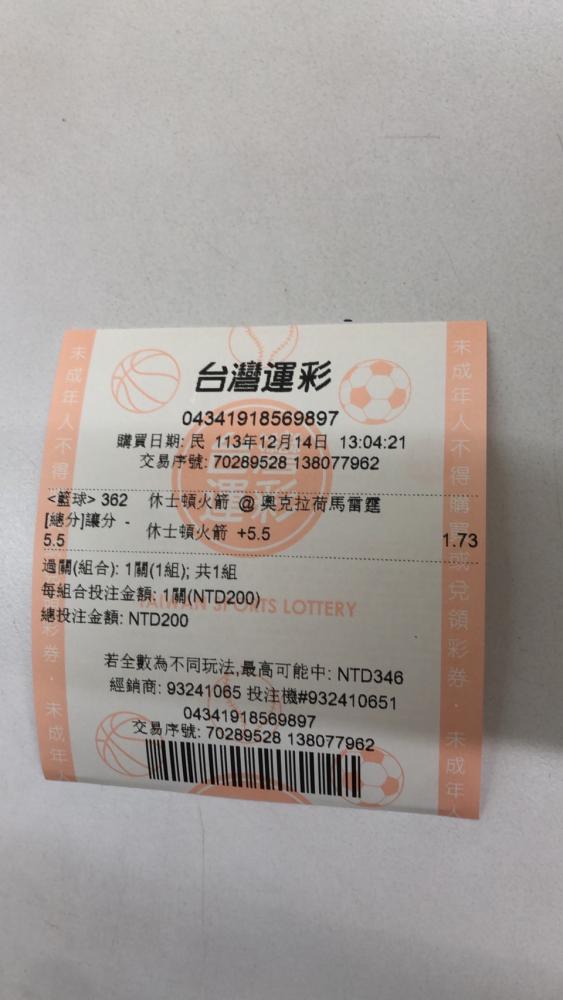 台灣運彩
04341918569897
購買日期: 民 113年12月14日 13:04:21
交易序號: 70289528 138077962
<籃球> 362 休士頓火箭 @ 奧克拉荷馬雷霆
[總分]讓分 - 5.5 休士頓火箭 +5.5 1.73
過關(組合): 1關(1組); 共1組
每組合投注金額: 1關(NTD200)
TAIWAN SPORTS LOTTERY
總投注金額: NTD200
若全數為不同玩法,最高可能中: NTD346
經銷商: 93241065 投注機#932410651
04341918569897
交易序號: 70289528 138077962
未成年人不得
彩券．未成年人
未成年人不得購買或兌領彩券．未成年人